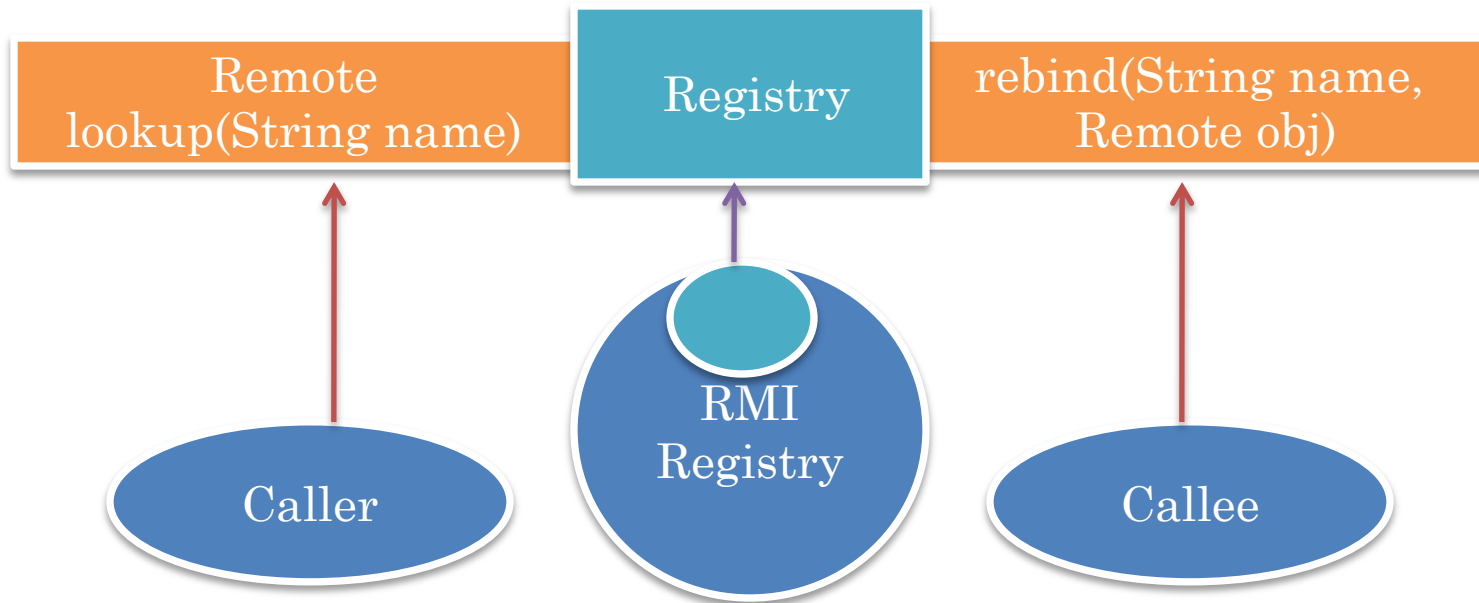 Remote
lookup(String name)
Registry
rebind(String name,
Remote obj)
RMI
Registry
Caller
Callee